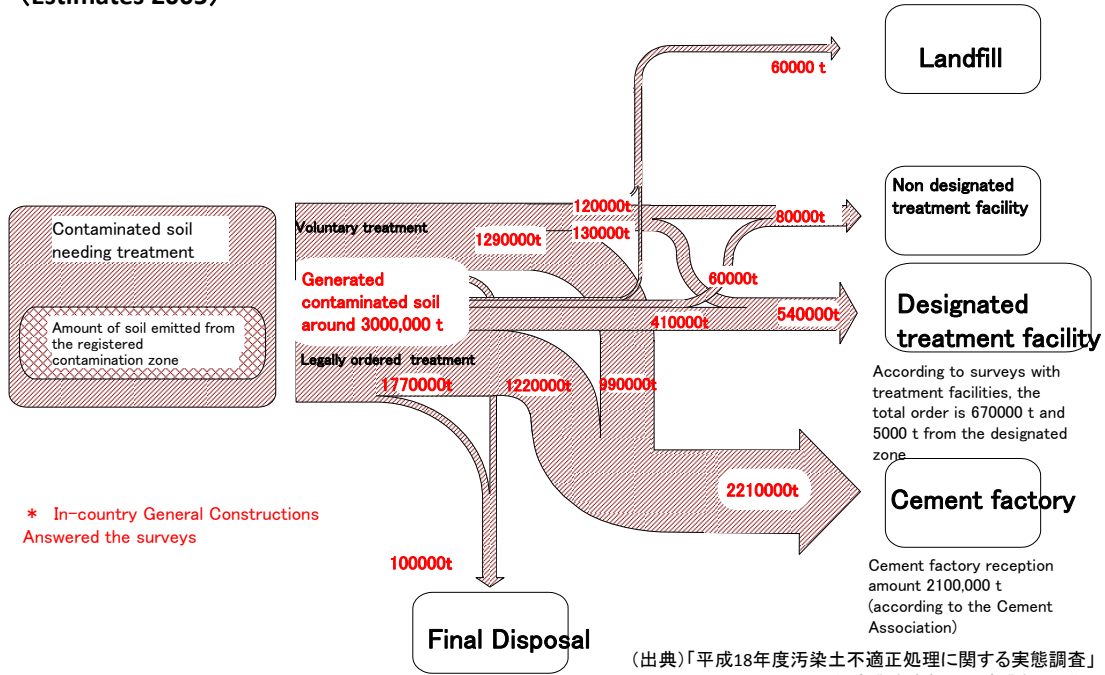 (Estimates 2005)
60000 t
Landfill
Non designated
treatment facility
Contaminated soil
needing treatment
Voluntary treatment
120000t
130000t
1290000t
80000t
60000t
Generated
contaminated soil
around 3000,000 t
410000t
540000t
Designated
treatment facility
Amount of soil emitted from
the registered
contamination zone
Legally ordered treatment
1770000t
1220000t
990000t
According to surveys with
treatment facilities, the
total order is 670000 t and
5000 t from the designated
zone
2210000t
Cement factory
* In-country General Constructions
Answered the surveys
100000t
Final Disposal
Cement factory reception
amount 2100,000 t
(according to the Cement
Association)
(出典)「平成18年度汚染土不適正処理に関する実態調査」